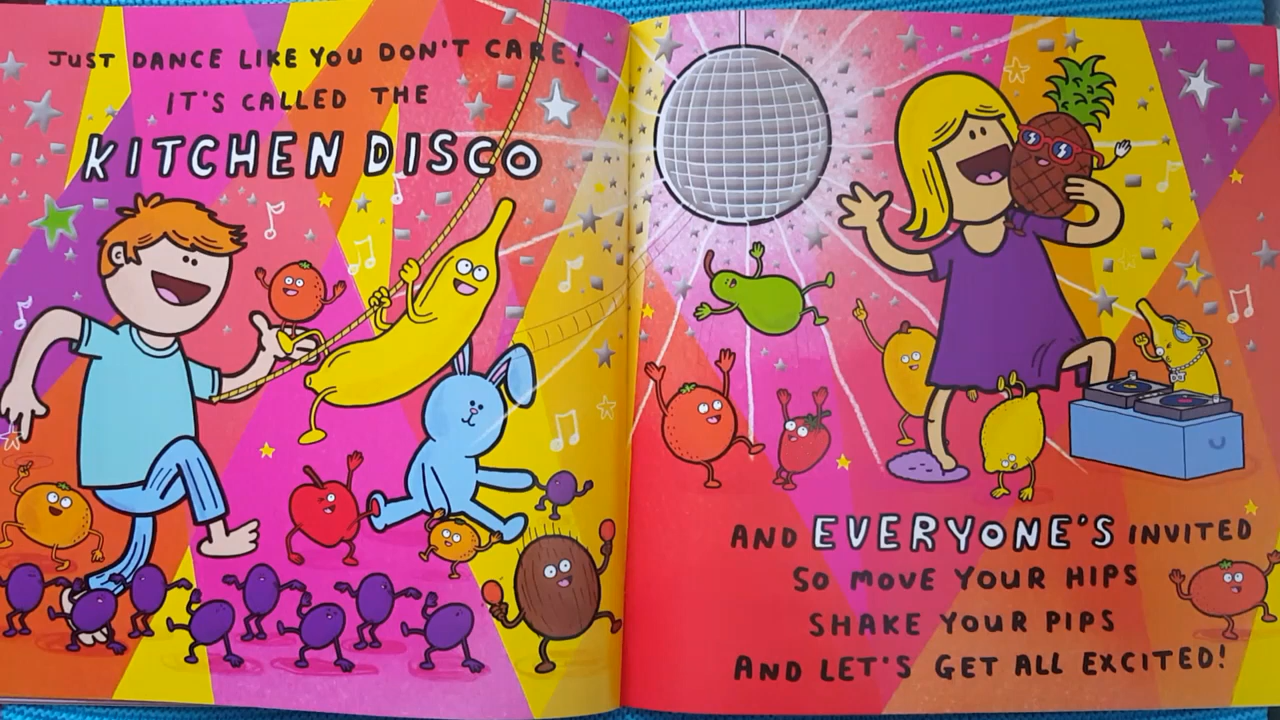 JUST DANCE LIKE YOU DON'T CARE!
IT'S CALLED THE
KITCHEN DISCO
AND EVERYONE'S INVITED
SO MOVE YOUR HIPS
SHAKE YOUR PIPS
AND LET'S GET ALL EXCITED!